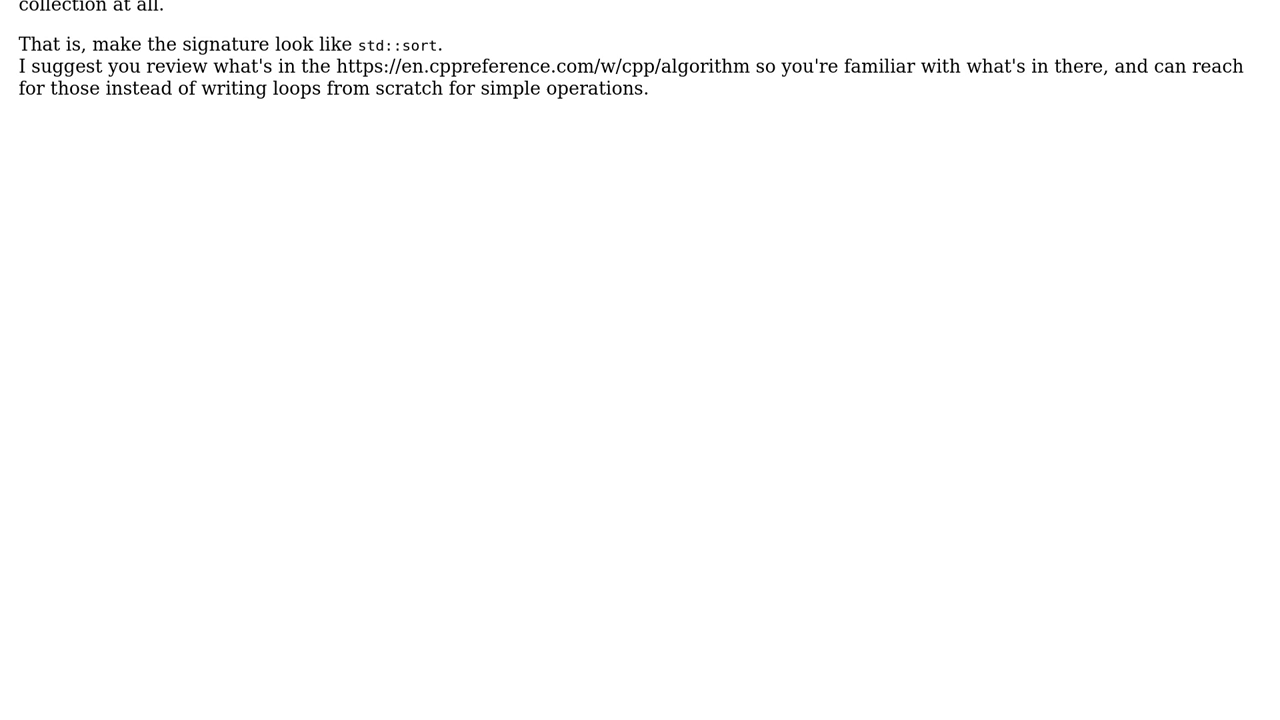 collection at all.
That is, make the signature look like std::sort.
I suggest you review what's in the https://en.cppreference.com/w/cpp/algorithm so you're familiar with what's in there, and can reach
for those instead of writing loops from scratch for simple operations.